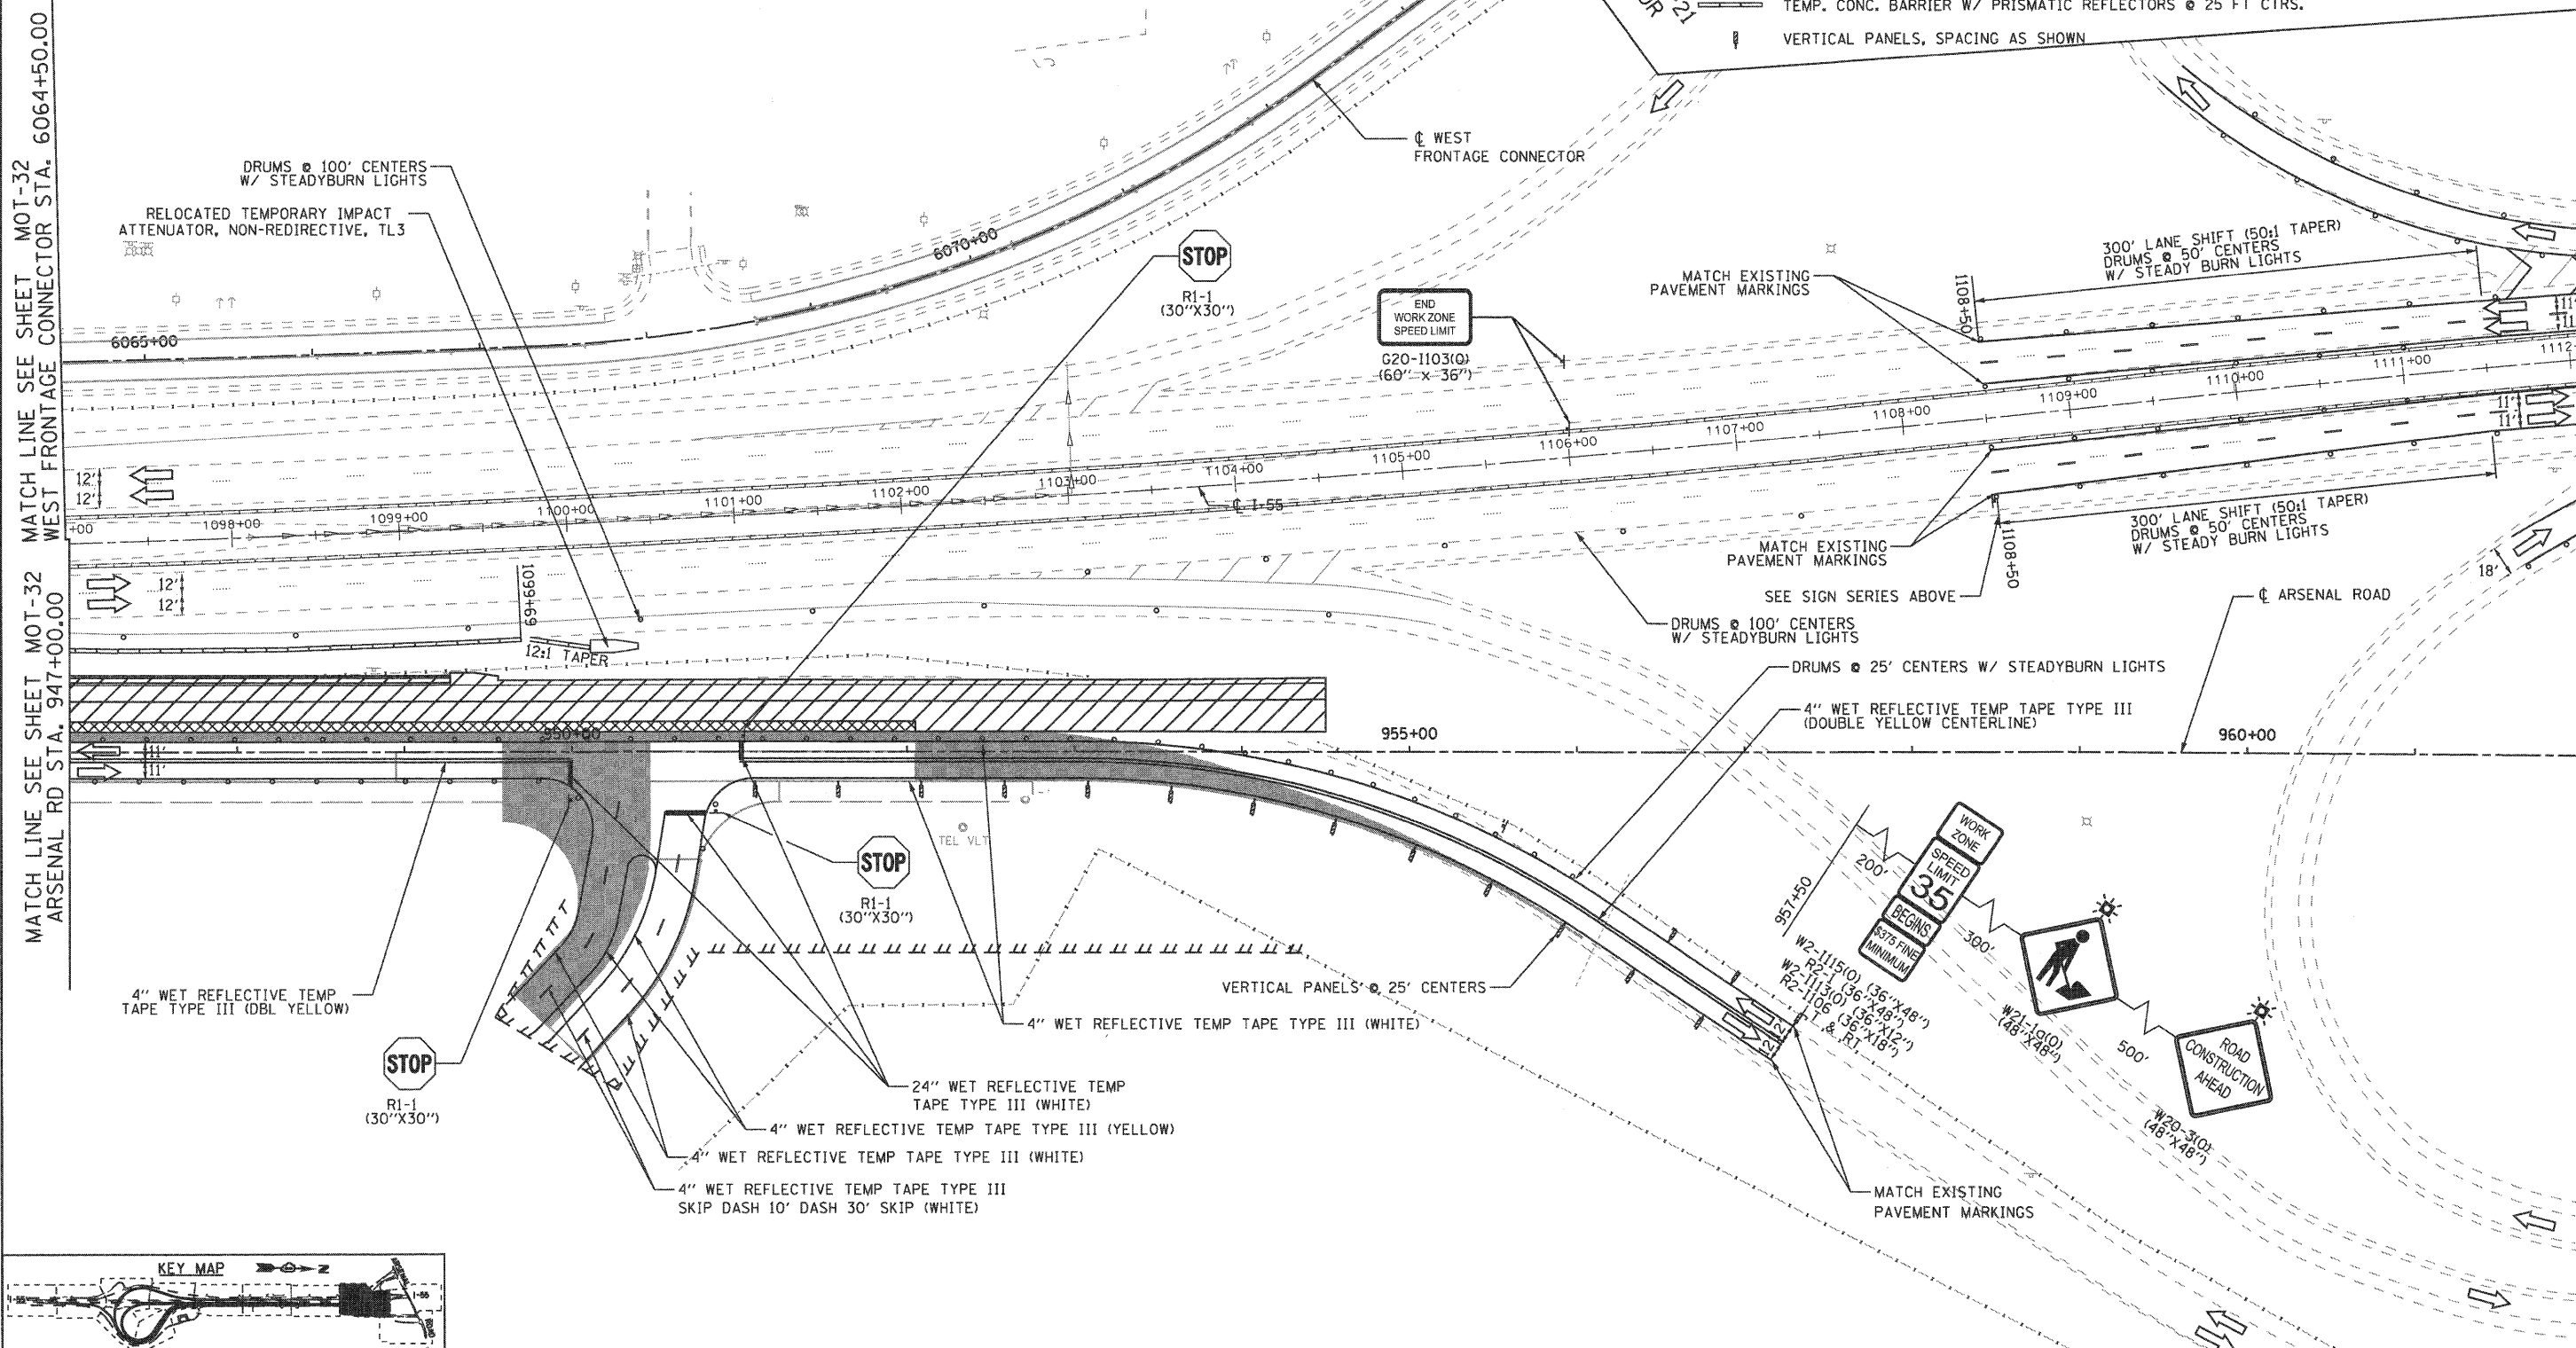 MATCH LINE SEE SHEET MOT-32
WEST FRONTAGE CONNECTOR STA. 6064+50.00
MATCH LINE SEE SHEET MOT-32
ARSENAL RD STA. 947+00.00
TEMP. CONC. BARRIER W/ PRISMATIC REFLECTORS @ 25 FT CTRS.
VERTICAL PANELS, SPACING AS SHOWN
DRUMS @ 100' CENTERS
W/ STEADYBURN LIGHTS
RELOCATED TEMPORARY IMPACT
ATTENUATOR, NON-REDIRECTIVE, TL3
℄ WEST
FRONTAGE CONNECTOR
6065+00
6070+00
STOP
R1-1
(30"X30")
END
WORK ZONE
SPEED LIMIT
G20-I103(O)
(60" x 36")
MATCH EXISTING
PAVEMENT MARKINGS
1108+50
300' LANE SHIFT (50:1 TAPER)
DRUMS @ 50' CENTERS
W/ STEADY BURN LIGHTS
12'
12'
+00
1098+00
1099+00
1100+00
1101+00
1102+00
1103+00
1104+00
1105+00
1106+00
1107+00
1108+00
1109+00
1110+00
1111+00
1112+
11'
11'
11'
11'
℄ I-55
12'
12'
1099+69
12:1 TAPER
MATCH EXISTING
PAVEMENT MARKINGS
SEE SIGN SERIES ABOVE
1108+50
300' LANE SHIFT (50:1 TAPER)
DRUMS @ 50' CENTERS
W/ STEADY BURN LIGHTS
18'
℄ ARSENAL ROAD
DRUMS @ 100' CENTERS
W/ STEADYBURN LIGHTS
DRUMS @ 25' CENTERS W/ STEADYBURN LIGHTS
4" WET REFLECTIVE TEMP TAPE TYPE III
(DOUBLE YELLOW CENTERLINE)
950+00
955+00
960+00
11'
11'
TEL VLT
STOP
R1-1
(30"X30")
957+50
200'
WORK
ZONE
SPEED
LIMIT
35
BEGINS
$375 FINE
MINIMUM
300'
W2-I115(O) (36"X48")
R2-1 (36"X48")
W2-I113(O) (36"X12")
R2-I106 (36"X18")
LT & RT
W21-1a(O)
(48"X48")
500'
ROAD
CONSTRUCTION
AHEAD
W20-3(O)
(48"X48")
12'
12'
VERTICAL PANELS @ 25' CENTERS
4" WET REFLECTIVE TEMP
TAPE TYPE III (DBL YELLOW)
STOP
R1-1
(30"X30")
4" WET REFLECTIVE TEMP TAPE TYPE III (WHITE)
24" WET REFLECTIVE TEMP
TAPE TYPE III (WHITE)
4" WET REFLECTIVE TEMP TAPE TYPE III (YELLOW)
4" WET REFLECTIVE TEMP TAPE TYPE III (WHITE)
4" WET REFLECTIVE TEMP TAPE TYPE III
SKIP DASH 10' DASH 30' SKIP (WHITE)
MATCH EXISTING
PAVEMENT MARKINGS
KEY MAP
N
I-55
I-55